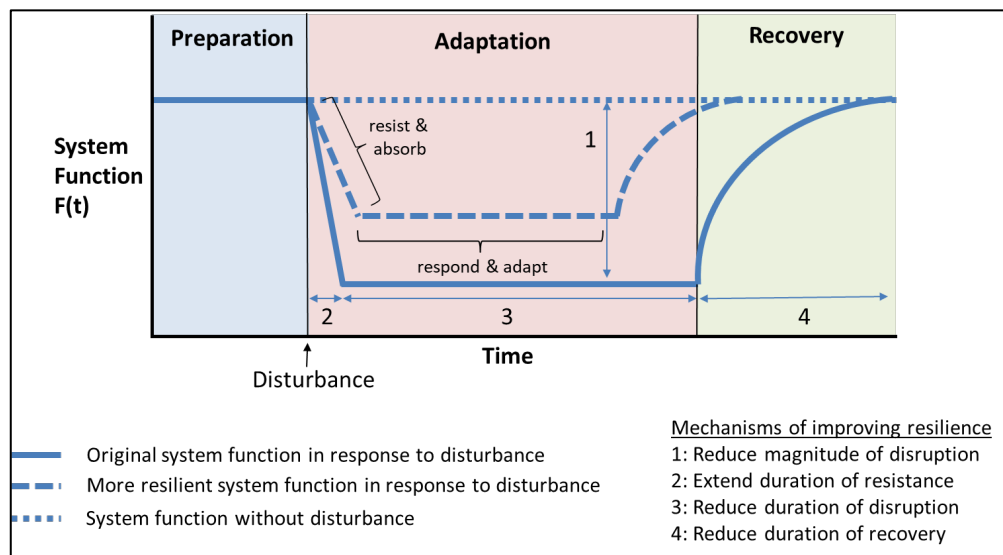 Preparation
Adaptation
Recovery
System
Function
F(t)
resist &
absorb
1
respond & adapt
2
3
4
Time
Disturbance
Original system function in response to disturbance
More resilient system function in response to disturbance
System function without disturbance
Mechanisms of improving resilience
1: Reduce magnitude of disruption
2: Extend duration of resistance
3: Reduce duration of disruption
4: Reduce duration of recovery